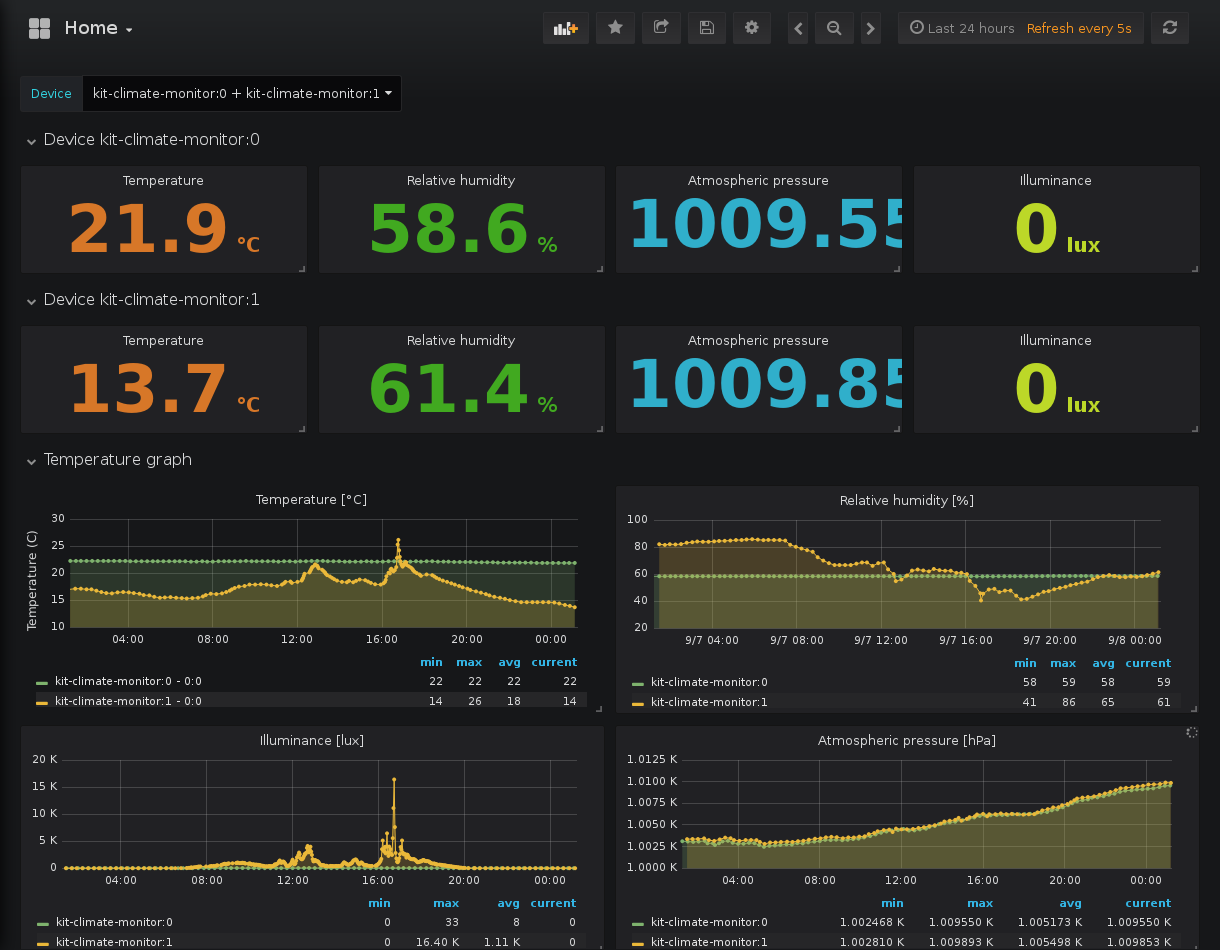 Home
Last 24 hours Refresh every 5s
Device kit-climate-monitor:0 + kit-climate-monitor:1
Device kit-climate-monitor:0
Temperature Relative humidity Atmospheric pressure Illuminance
21.9 °C 58.6 % 1009.55 0 lux
Device kit-climate-monitor:1
Temperature Relative humidity Atmospheric pressure Illuminance
13.7 °C 61.4 % 1009.85 0 lux
Temperature graph
Temperature [°C]
Temperature (C)
30
25
20
15
10
04:00 08:00 12:00 16:00 20:00 00:00
min max avg current
kit-climate-monitor:0 - 0:0 22 22 22 22
kit-climate-monitor:1 - 0:0 14 26 18 14
Relative humidity [%]
100
80
60
40
20
9/7 04:00 9/7 08:00 9/7 12:00 9/7 16:00 9/7 20:00 9/8 00:00
min max avg current
kit-climate-monitor:0 58 59 58 59
kit-climate-monitor:1 41 86 65 61
Illuminance [lux]
20 K
15 K
10 K
5 K
0
04:00 08:00 12:00 16:00 20:00 00:00
min max avg current
kit-climate-monitor:0 0 33 8 0
kit-climate-monitor:1 0 16.40 K 1.11 K 0
Atmospheric pressure [hPa]
1.0125 K
1.0100 K
1.0075 K
1.0050 K
1.0025 K
1.0000 K
04:00 08:00 12:00 16:00 20:00 00:00
min max avg current
kit-climate-monitor:0 1.002468 K 1.009550 K 1.005173 K 1.009550 K
kit-climate-monitor:1 1.002810 K 1.009893 K 1.005498 K 1.009853 K